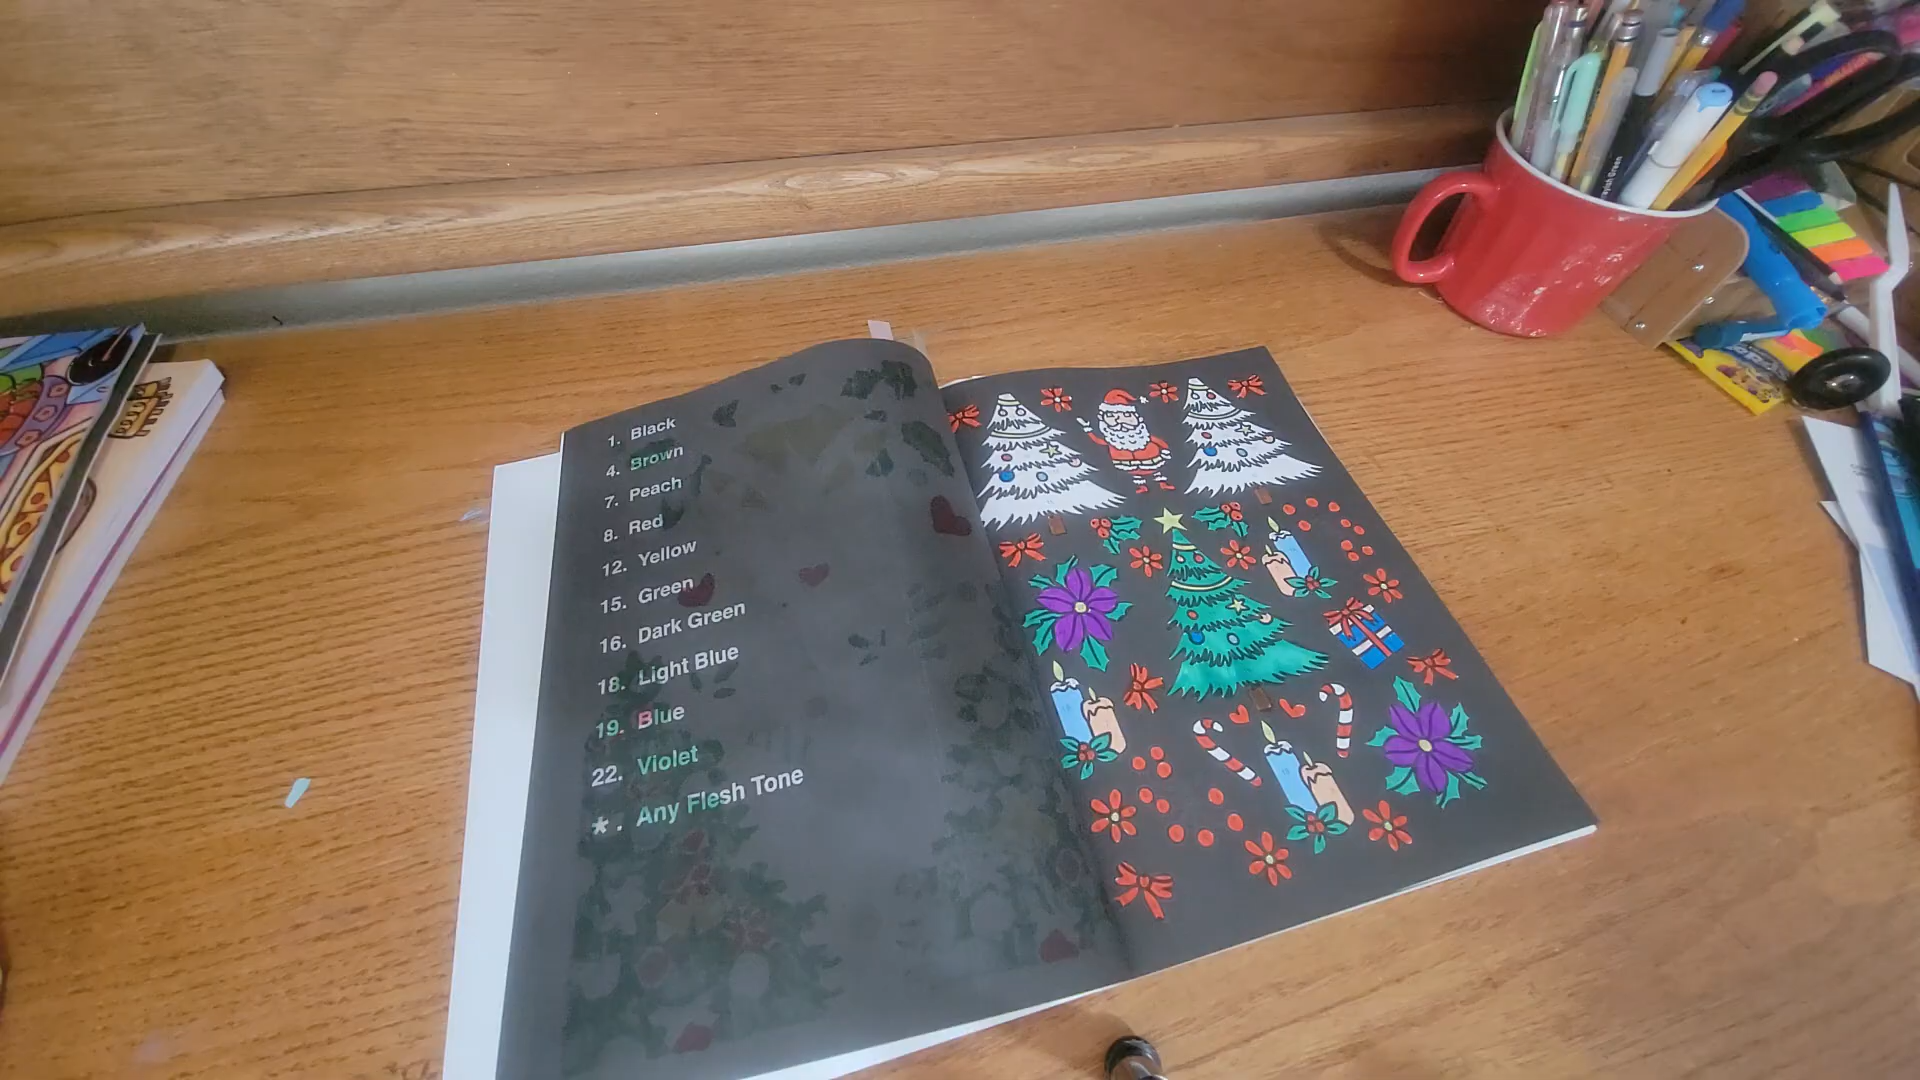 1. Black
4. Brown
7. Peach
8. Red
12. Yellow
15. Green
16. Dark Green
18. Light Blue
19. Blue
22. Violet
*. Any Flesh Tone